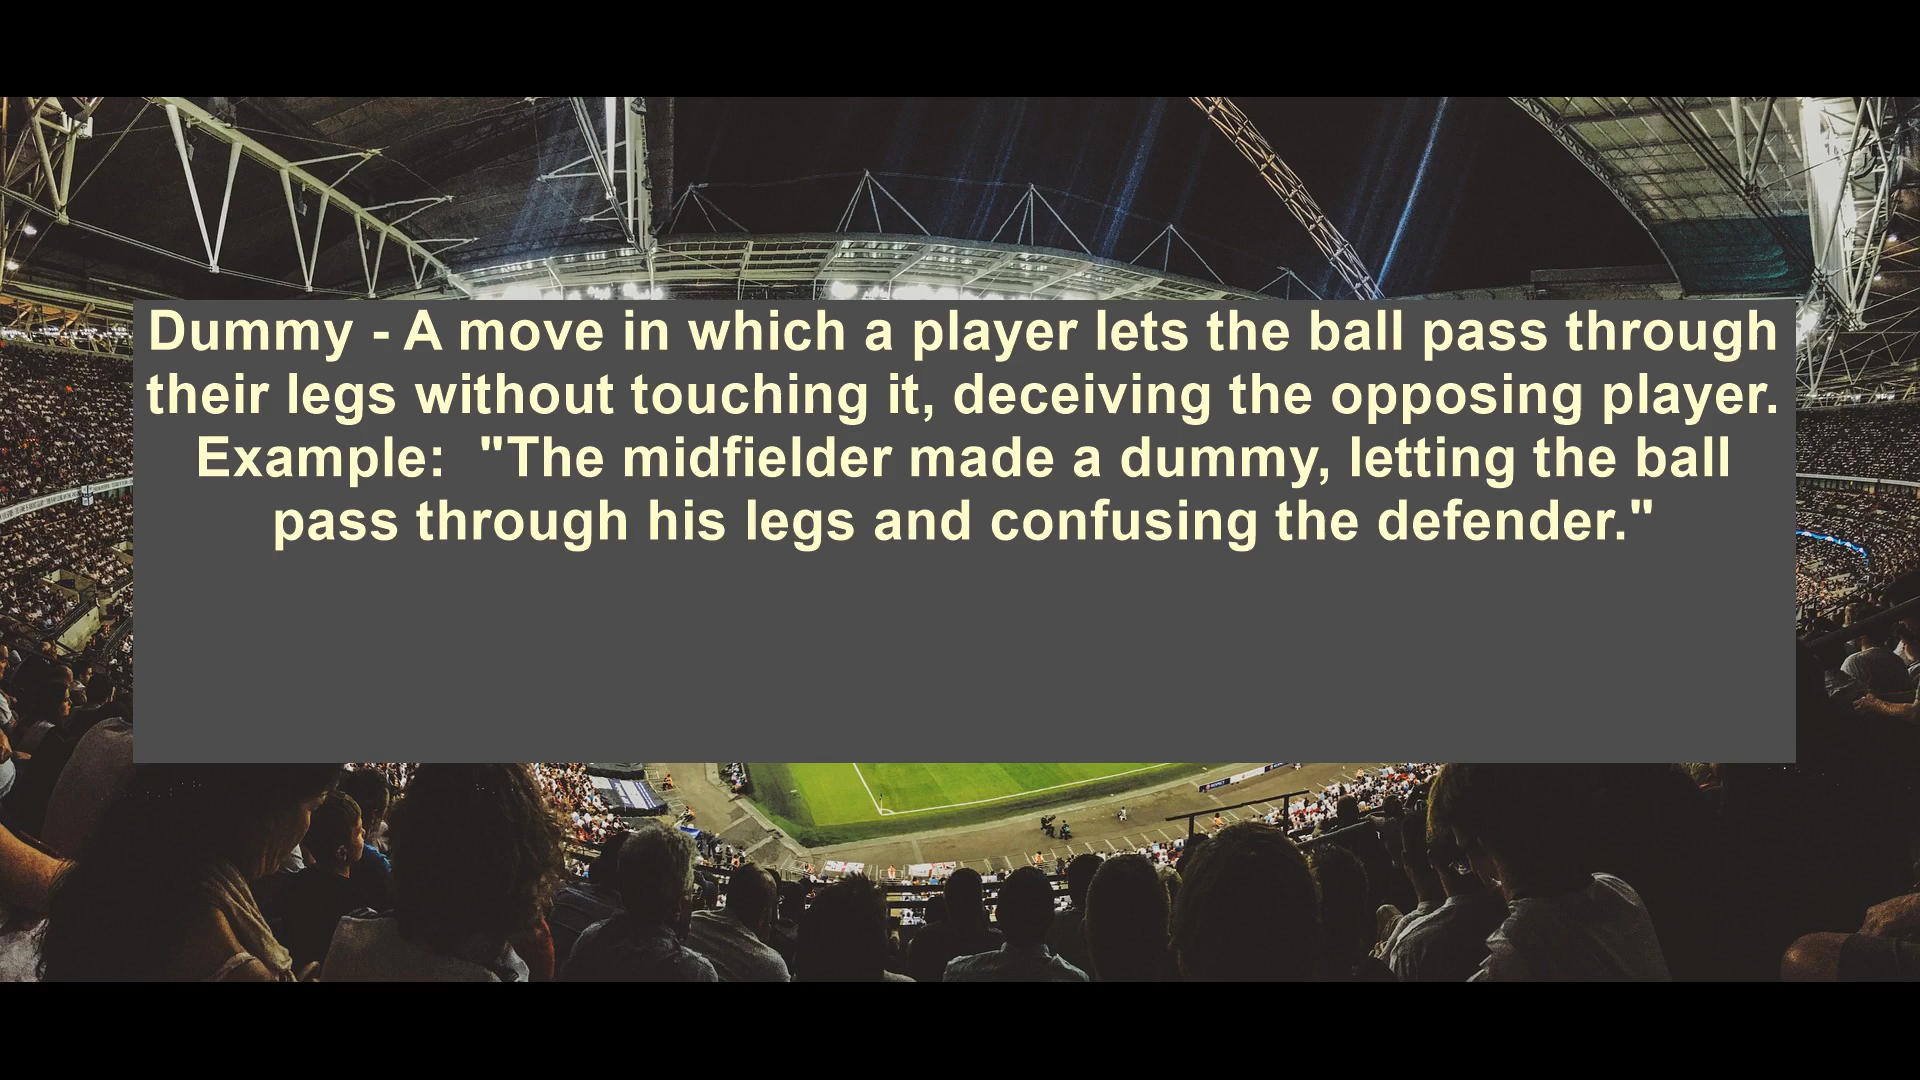 Dummy - A move in which a player lets the ball pass through
their legs without touching it, deceiving the opposing player.
Example:  "The midfielder made a dummy, letting the ball
pass through his legs and confusing the defender."